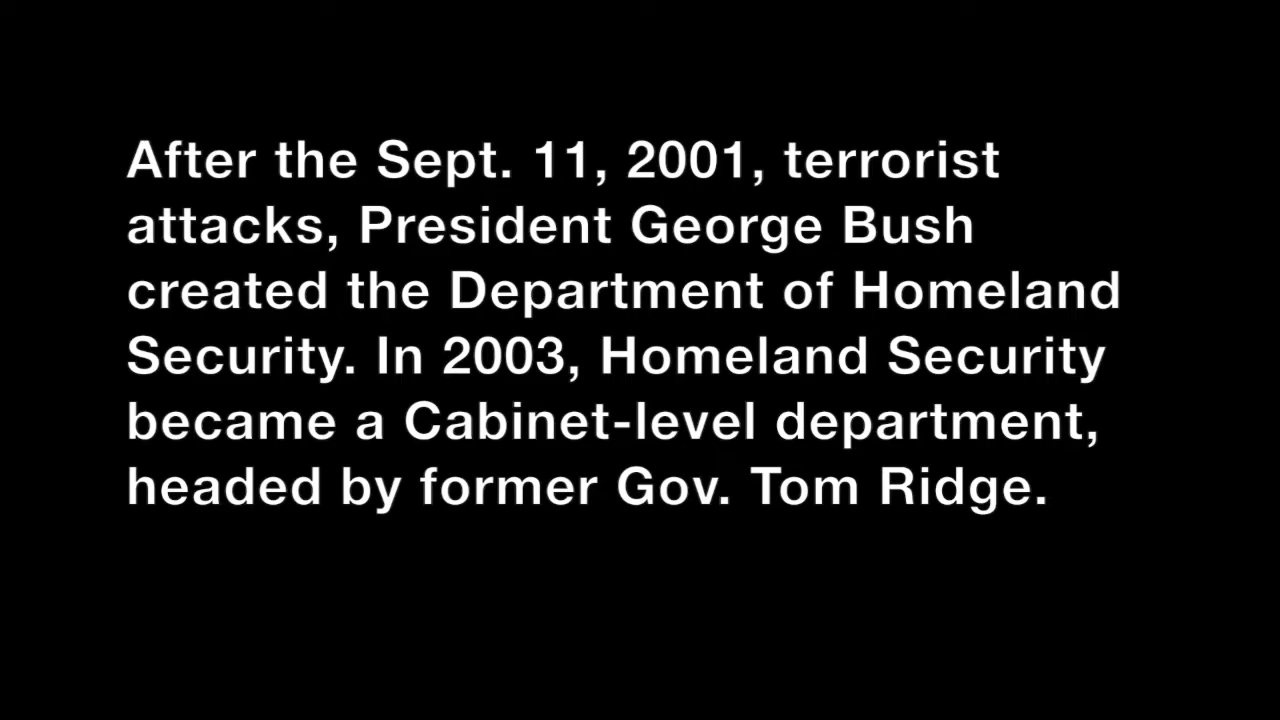 After the Sept. 11, 2001, terrorist
attacks, President George Bush
created the Department of Homeland
Security. In 2003, Homeland Security
became a Cabinet-level department,
headed by former Gov. Tom Ridge.